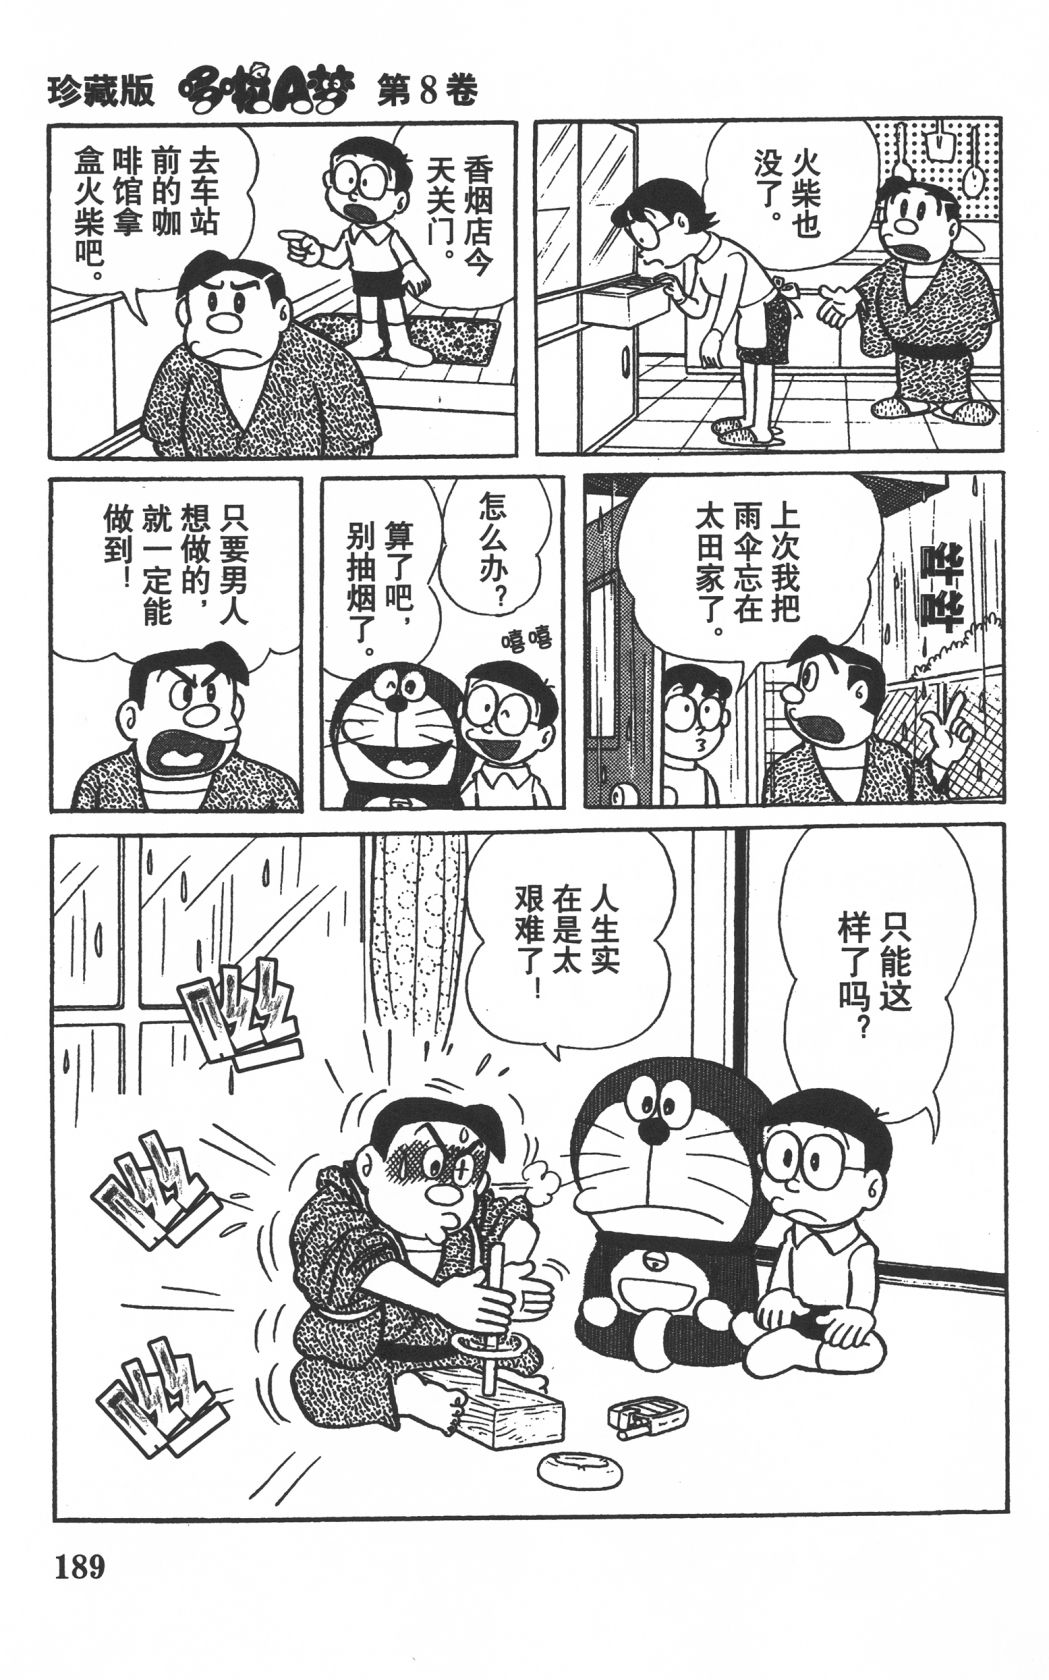 珍藏版 哆啦A梦 第8卷
火柴也
没了。
香烟店今
天关门。
去车站
前的咖
啡馆拿
盒火柴吧。
上次我把
雨伞忘在
太田家了。
哗哗
怎么办？
嘻嘻
算了吧，
别抽烟了。
只要男人
想做的，
就一定能
做到！
只能这
样了吗？
人生实
在是太
艰难了！
189